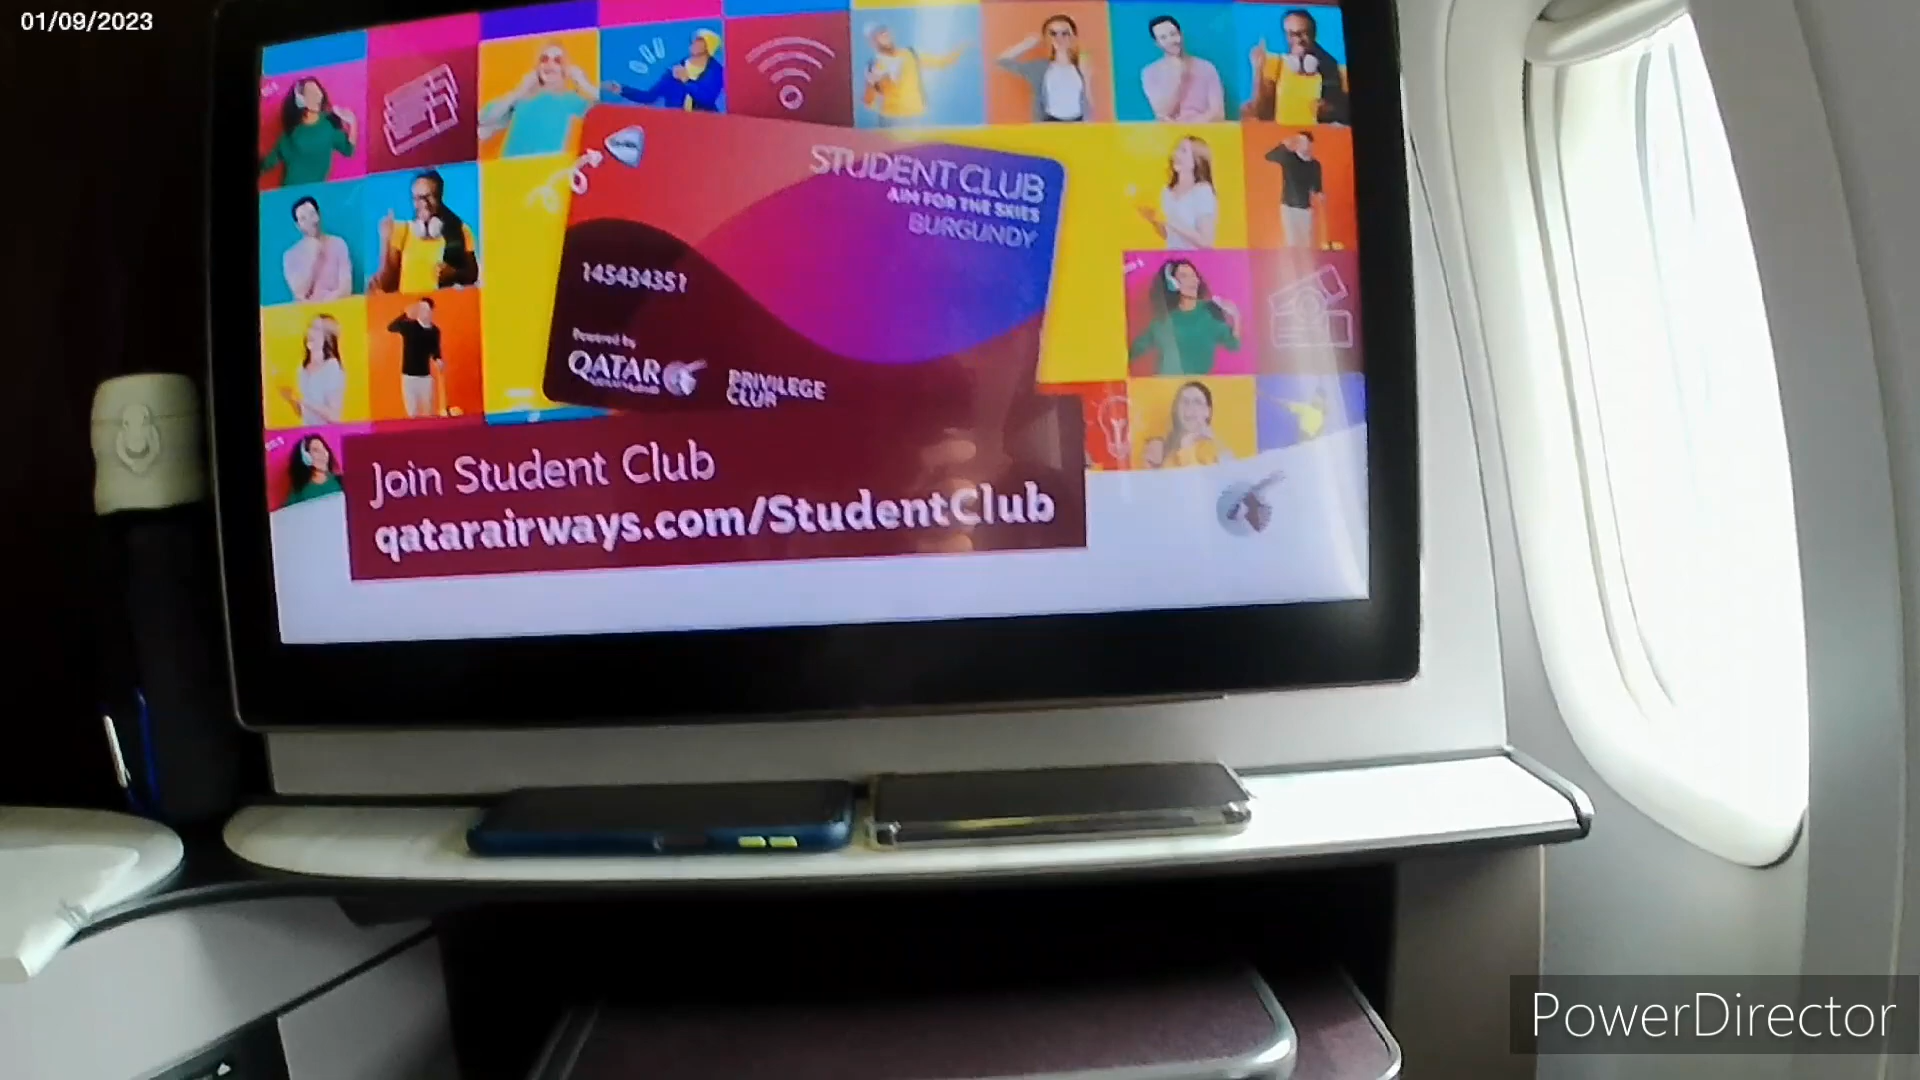 01/09/2023
STUDENT CLUB
AIM FOR THE SKIES
BURGUNDY
145434351
Powered by
QATAR
PRIVILEGE
CLUB
Join Student Club
qatarairways.com/StudentClub
PowerDirector